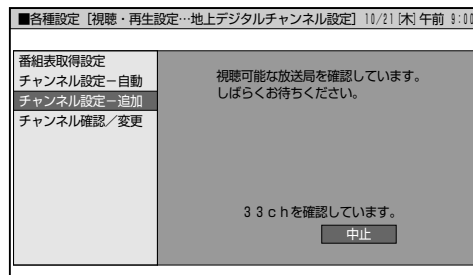 ■各種設定［視聴・再生設定…地上デジタルチャンネル設定］ 10/21［木］午前 9:00
番組表取得設定
チャンネル設定－自動
チャンネル設定－追加
チャンネル確認／変更
視聴可能な放送局を確認しています。
しばらくお待ちください。
３３ｃｈを確認しています。
中止